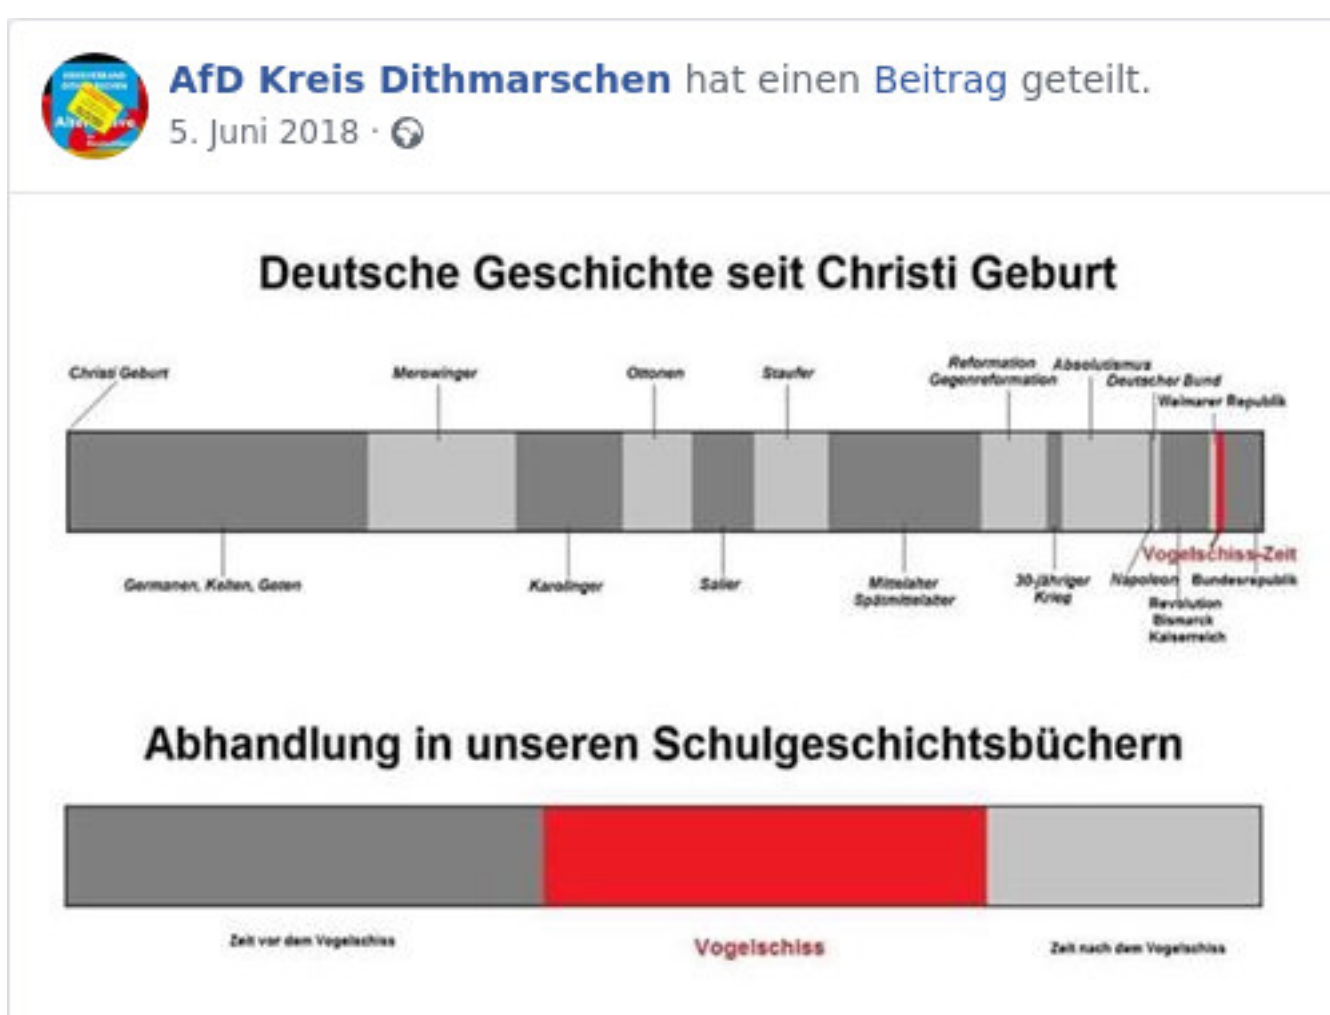 AfD Kreis Dithmarschen hat einen Beitrag geteilt.
5. Juni 2018 ·
Deutsche Geschichte seit Christi Geburt
Christi Geburt
Merowinger
Ottonen
Staufer
Reformation
Gegenreformation
Absolutismus
Deutscher Bund
Weimarer Republik
Vogelschiss-Zeit
Germanen, Kelten, Goten
Karolinger
Salier
Mittelalter
Spätmittelalter
30-jähriger
Krieg
Napoleon
Bundesrepublik
Revolution
Bismarck
Kaiserreich
Abhandlung in unseren Schulgeschichtsbüchern
Zeit vor dem Vogelschiss
Vogelschiss
Zeit nach dem Vogelschiss